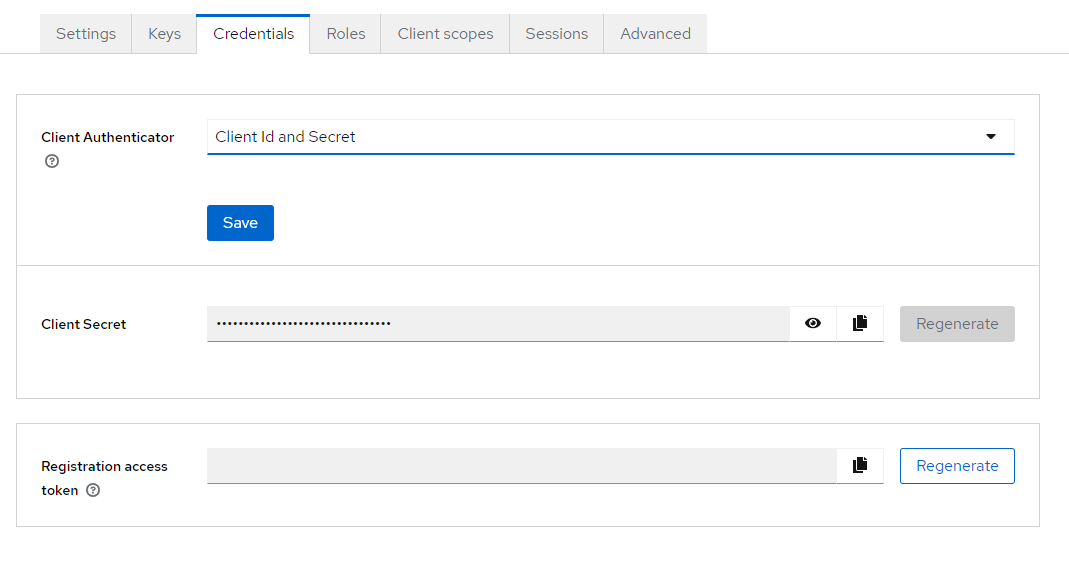 Settings Keys Credentials Roles Client scopes Sessions Advanced
Client Authenticator
Client Id and Secret
Save
Client Secret
•••••••••••••••••••••••••••••••• 
Regenerate
Registration access
token
Regenerate